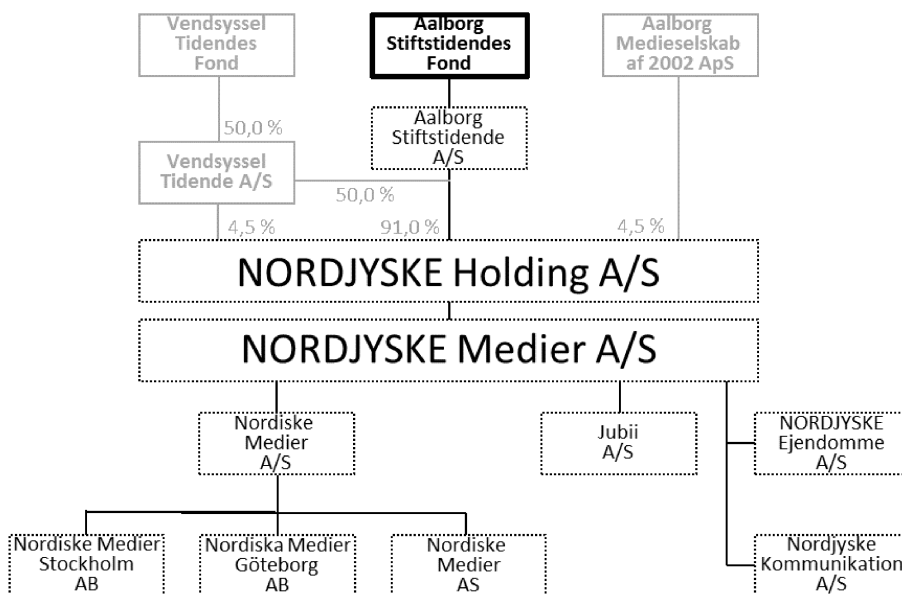 Vendsyssel
Tidendes
Fond
Aalborg
Stiftstidendes
Fond
Aalborg
Medieselskab
af 2002 ApS
50,0 %
Aalborg
Stiftstidende
A/S
Vendsyssel
Tidende A/S
50,0 %
4,5 %
91,0 %
4,5 %
NORDJYSKE Holding A/S
NORDJYSKE Medier A/S
Nordiske
Medier
A/S
Jubii
A/S
NORDJYSKE
Ejendomme
A/S
Nordiske Medier
Stockholm
AB
Nordiska Medier
Göteborg
AB
Nordiske
Medier
AS
Nordjyske
Kommunikation
A/S